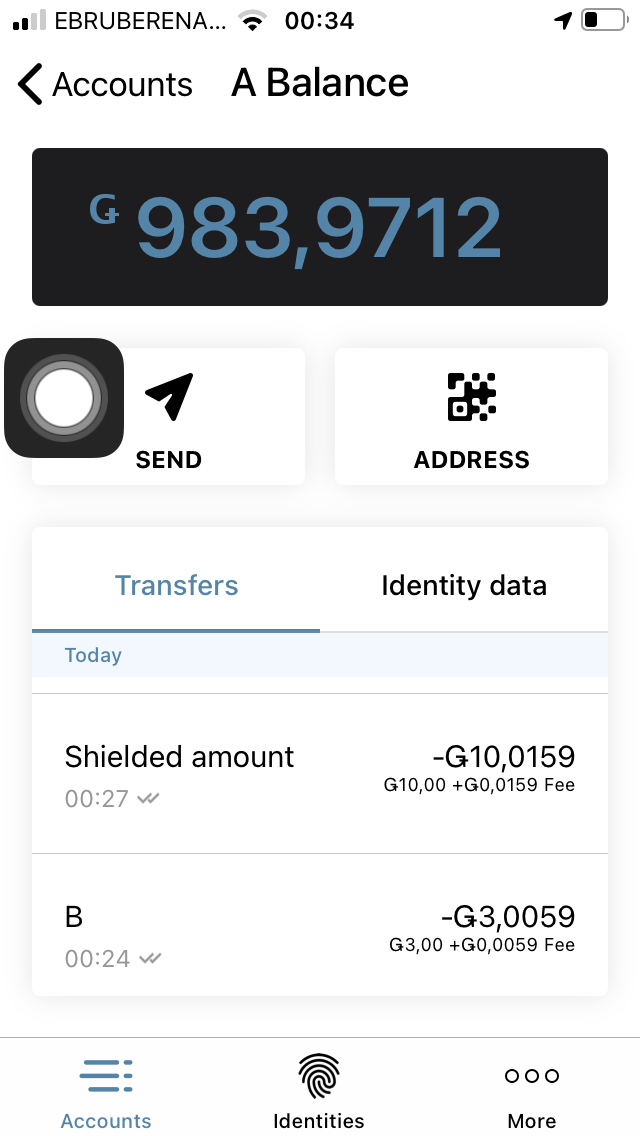 EBRUBERENA... 00:34
Accounts A Balance
Ǥ 983,9712
SEND ADDRESS
Transfers Identity data
Today
Shielded amount -Ǥ10,0159
00:27 Ǥ10,00 +Ǥ0,0159 Fee
B -Ǥ3,0059
00:24 Ǥ3,00 +Ǥ0,0059 Fee
Accounts Identities More